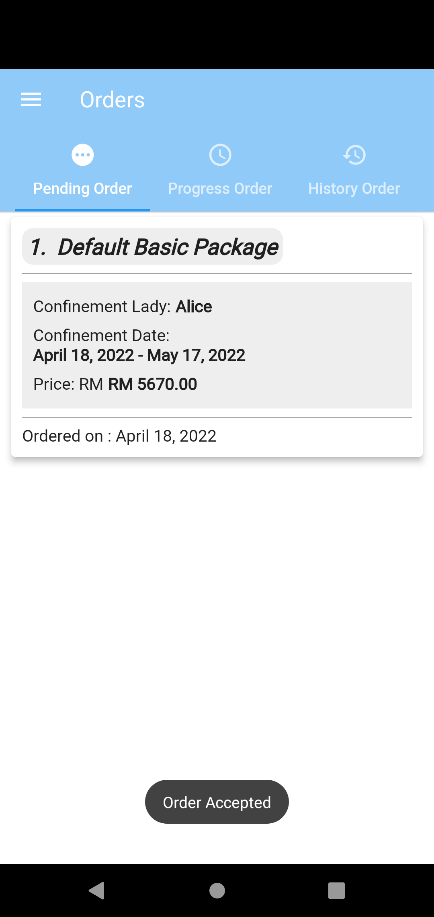 Orders
Pending Order
Progress Order
History Order
1. Default Basic Package
Confinement Lady: Alice
Confinement Date:
April 18, 2022 - May 17, 2022
Price: RM RM 5670.00
Ordered on : April 18, 2022
Order Accepted